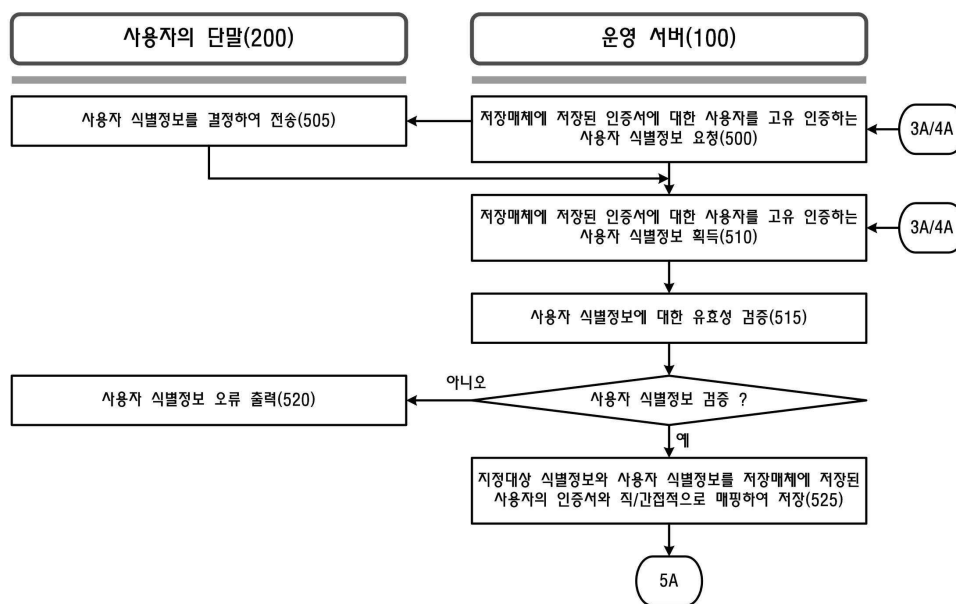 사용자의 단말(200)
운영 서버(100)
사용자 식별정보를 결정하여 전송(505)
저장매체에 저장된 인증서에 대한 사용자를 고유 인증하는
사용자 식별정보 요청(500)
3A/4A
저장매체에 저장된 인증서에 대한 사용자를 고유 인증하는
사용자 식별정보 획득(510)
3A/4A
사용자 식별정보에 대한 유효성 검증(515)
아니오
사용자 식별정보 오류 출력(520)
사용자 식별정보 검증 ?
예
지정대상 식별정보와 사용자 식별정보를 저장매체에 저장된
사용자의 인증서와 직/간접적으로 매핑하여 저장(525)
5A